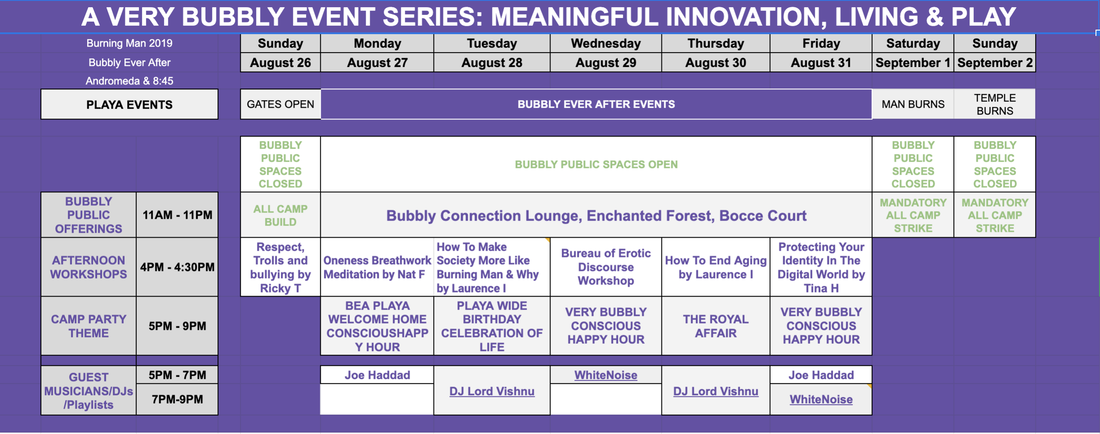 A VERY BUBBLY EVENT SERIES: MEANINGFUL INNOVATION, LIVING & PLAY
Burning Man 2019
Sunday Monday Tuesday Wednesday Thursday Friday Saturday Sunday
Bubbly Ever After
August 26 August 27 August 28 August 29 August 30 August 31 September 1 September 2
Andromeda & 8:45
PLAYA EVENTS
GATES OPEN
BUBBLY EVER AFTER EVENTS
MAN BURNS
TEMPLE
BURNS
BUBBLY
PUBLIC
SPACES
CLOSED
BUBBLY PUBLIC SPACES OPEN
BUBBLY
PUBLIC
SPACES
CLOSED
BUBBLY
PUBLIC
SPACES
CLOSED
BUBBLY
PUBLIC
OFFERINGS
11AM - 11PM
ALL CAMP
BUILD
Bubbly Connection Lounge, Enchanted Forest, Bocce Court
MANDATORY
ALL CAMP
STRIKE
MANDATORY
ALL CAMP
STRIKE
AFTERNOON
WORKSHOPS
4PM - 4:30PM
Respect,
Trolls and
bullying by
Ricky T
Oneness Breathwork
Meditation by Nat F
How To Make
Society More Like
Burning Man & Why
by Laurence I
Bureau of Erotic
Discourse
Workshop
How To End Aging
by Laurence I
Protecting Your
Identity In The
Digital World by
Tina H
CAMP PARTY
THEME
5PM - 9PM
BEA PLAYA
WELCOME HOME
CONSCIOUSHAPP
Y HOUR
PLAYA WIDE
BIRTHDAY
CELEBRATION OF
LIFE
VERY BUBBLY
CONSCIOUS
HAPPY HOUR
THE ROYAL
AFFAIR
VERY BUBBLY
CONSCIOUS
HAPPY HOUR
GUEST
MUSICIANS/DJs
/Playlists
5PM - 7PM
Joe Haddad
DJ Lord Vishnu
WhiteNoise
DJ Lord Vishnu
Joe Haddad
7PM-9PM
WhiteNoise